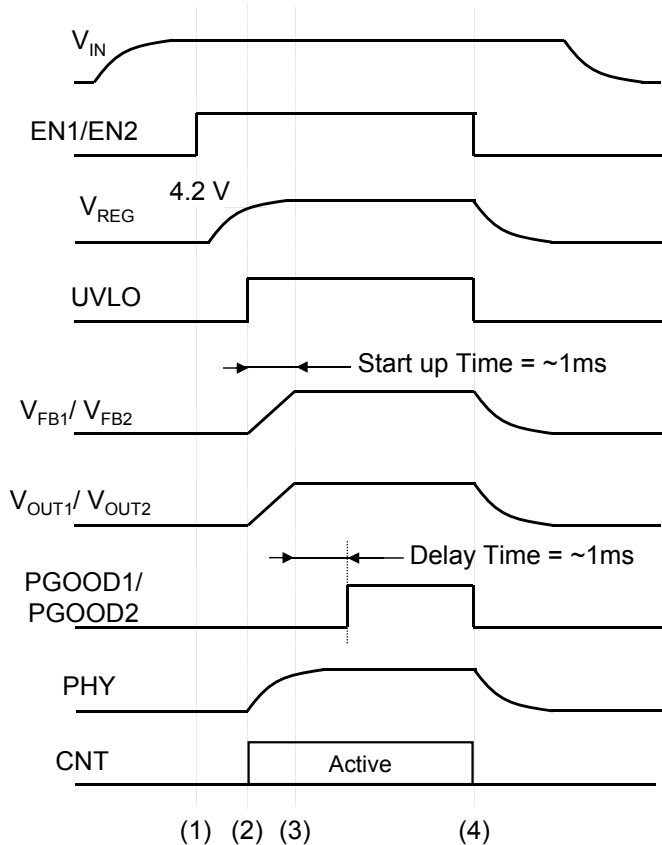 VIN
EN1/EN2
4.2 V
VREG
UVLO
Start up Time = ~1ms
VFB1/ VFB2
VOUT1/ VOUT2
Delay Time = ~1ms
PGOOD1/
PGOOD2
PHY
CNT
Active
(1) (2) (3) (4)